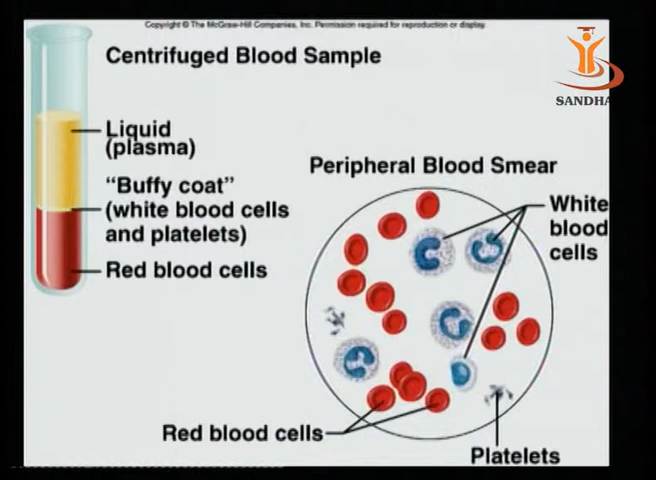 Copyright © The McGraw-Hill Companies, Inc. Permission required for reproduction or display.
Centrifuged Blood Sample
SANDHA
Liquid
(plasma)
Peripheral Blood Smear
“Buffy coat”
(white blood cells
and platelets)
White
blood
cells
Red blood cells
Red blood cells
Platelets